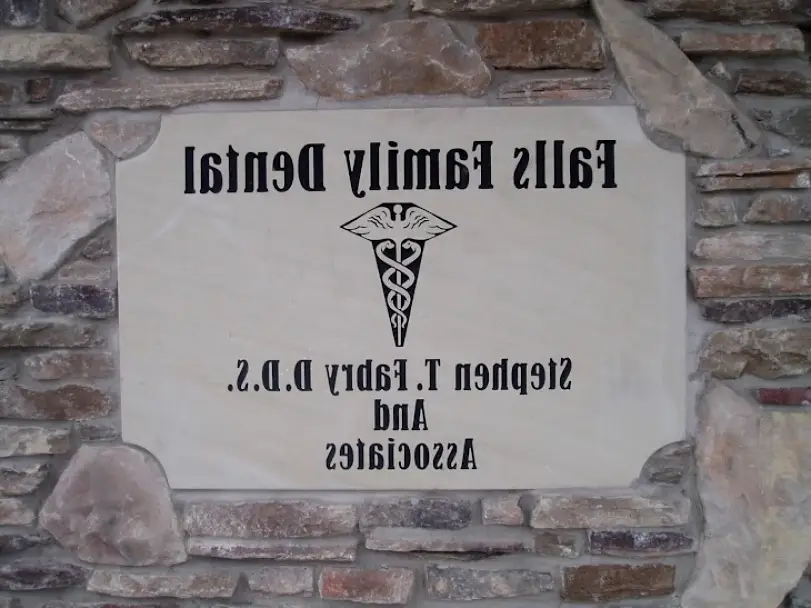 Falls Family Dental
Stephen T. Fabry D.D.S.
And
Associates